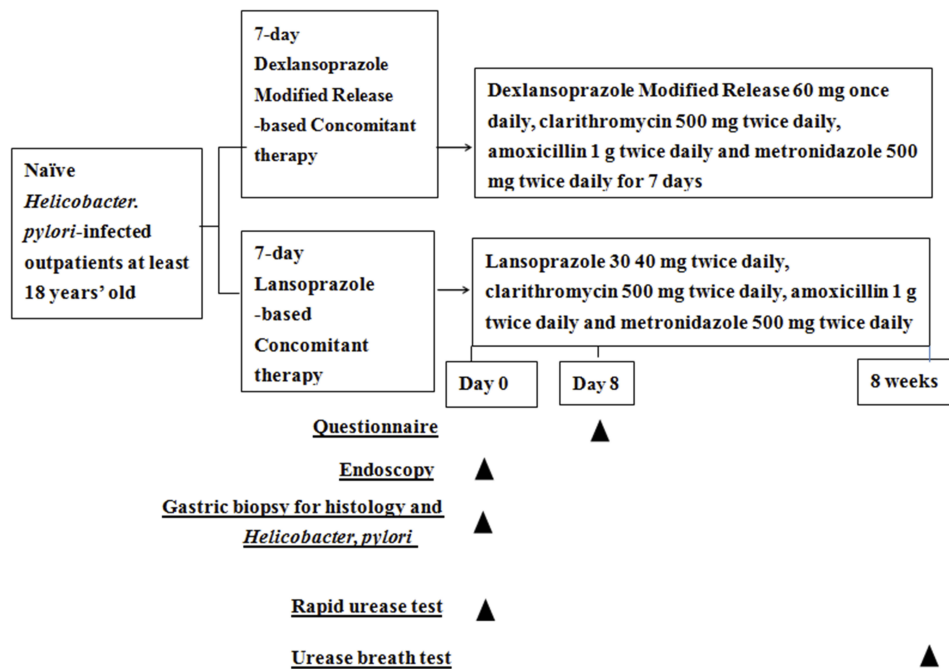 7-day
Dexlansoprazole
Modified Release
-based Concomitant
therapy
Dexlansoprazole Modified Release 60 mg once
daily, clarithromycin 500 mg twice daily,
amoxicillin 1 g twice daily and metronidazole 500
mg twice daily for 7 days
Naïve
Helicobacter.
pylori-infected
outpatients at least
18 years’ old
7-day
Lansoprazole
-based
Concomitant
therapy
Lansoprazole 30 40 mg twice daily,
clarithromycin 500 mg twice daily, amoxicillin 1 g
twice daily and metronidazole 500 mg twice daily
Day 0
Day 8
8 weeks
Questionnaire
Endoscopy
Gastric biopsy for histology and
Helicobacter, pylori
Rapid urease test
Urease breath test